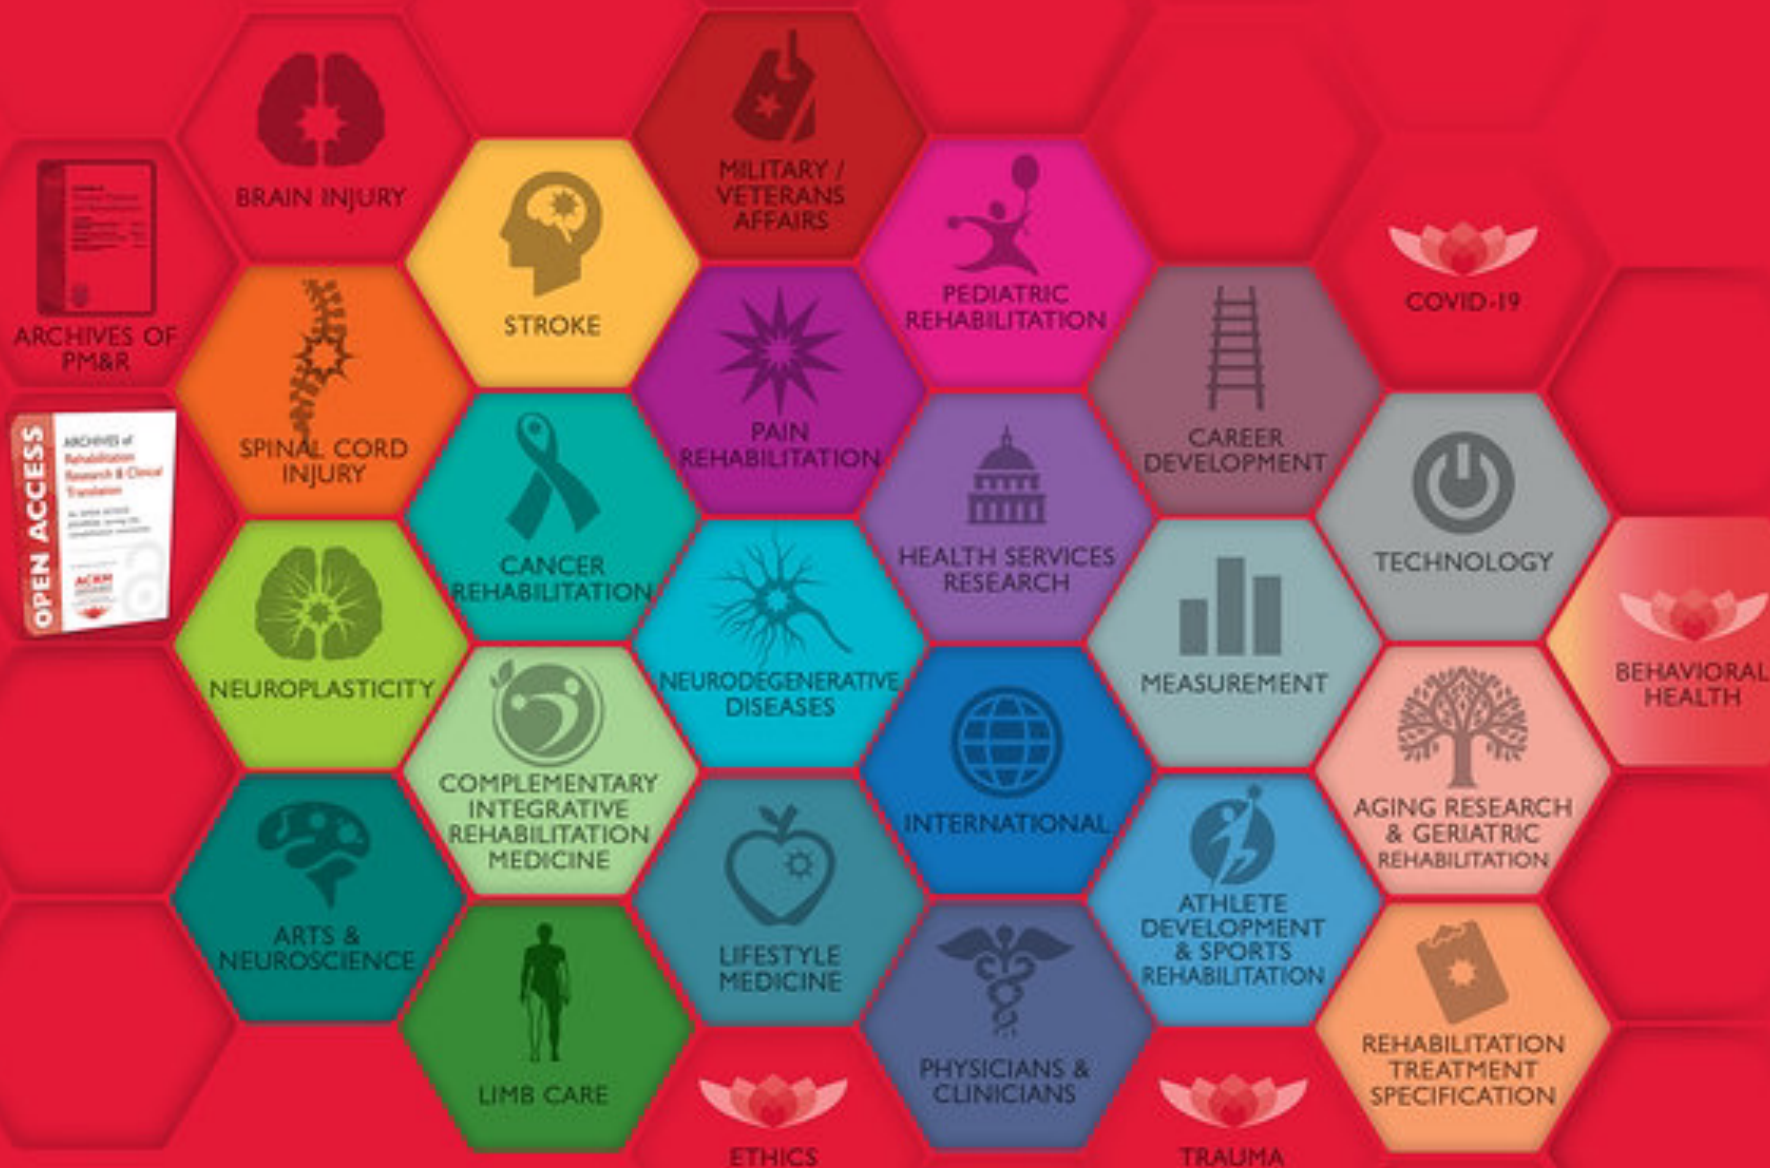 BRAIN INJURY
MILITARY /
VETERANS
AFFAIRS
ARCHIVES OF
PM&R
STROKE
PEDIATRIC
REHABILITATION
COVID-19
SPINAL CORD
INJURY
PAIN
REHABILITATION
CAREER
DEVELOPMENT
OPEN ACCESS
ARCHIVES of
Rehabilitation
Research & Clinical
Translation
ACRM
CANCER
REHABILITATION
HEALTH SERVICES
RESEARCH
TECHNOLOGY
NEUROPLASTICITY
NEURODEGENERATIVE
DISEASES
MEASUREMENT
BEHAVIORAL
HEALTH
COMPLEMENTARY
INTEGRATIVE
REHABILITATION
MEDICINE
INTERNATIONAL
AGING RESEARCH
& GERIATRIC
REHABILITATION
ARTS &
NEUROSCIENCE
LIFESTYLE
MEDICINE
ATHLETE
DEVELOPMENT
& SPORTS
REHABILITATION
LIMB CARE
PHYSICIANS &
CLINICIANS
REHABILITATION
TREATMENT
SPECIFICATION
ETHICS
TRAUMA